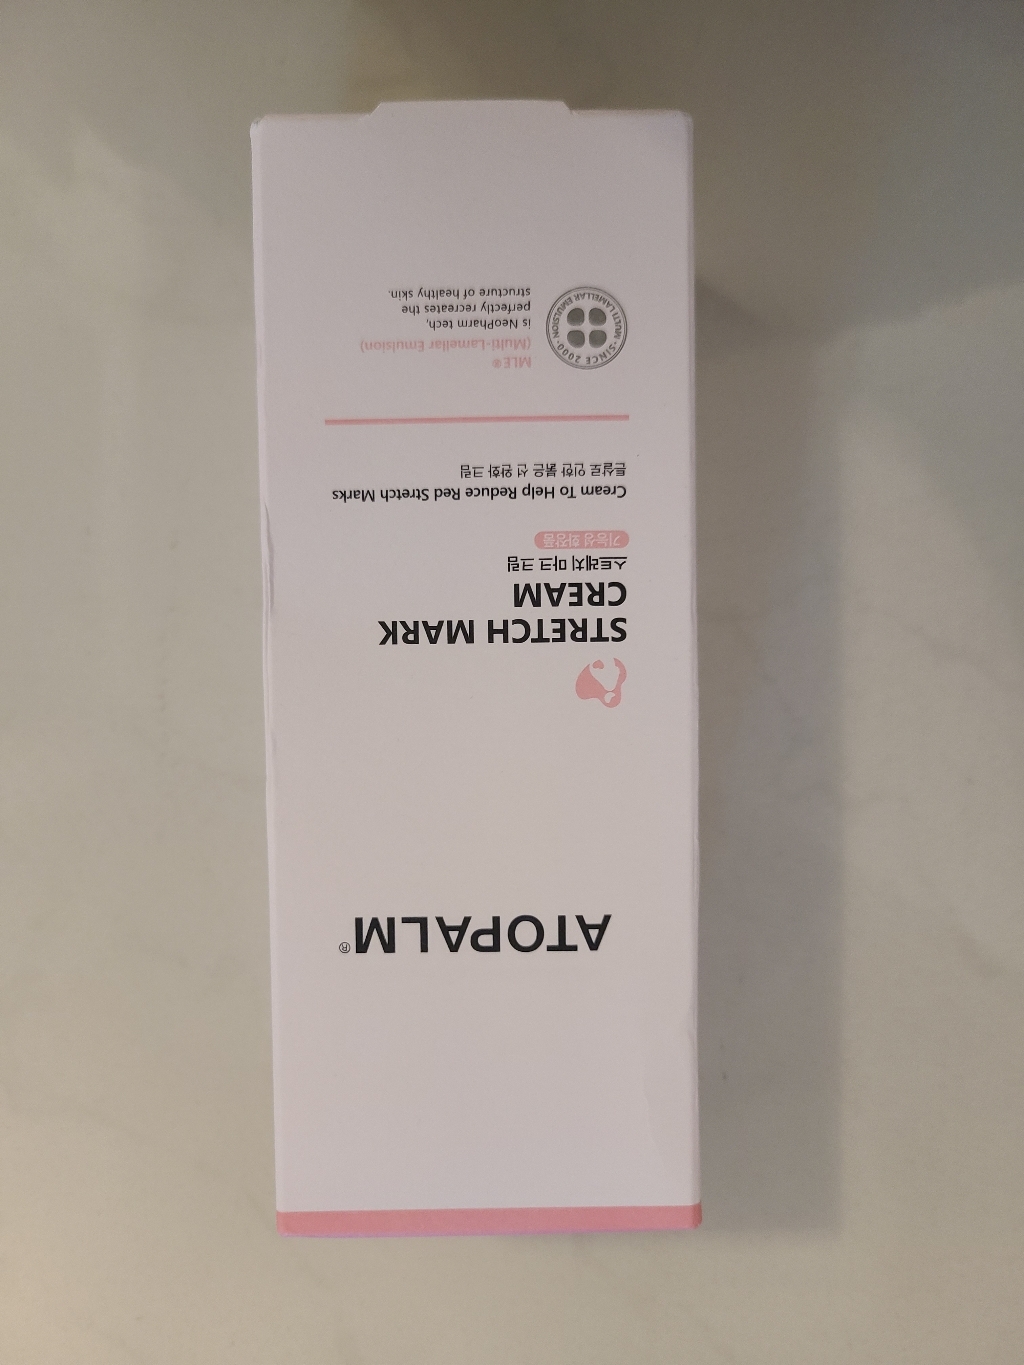 ATOPALM®
STRETCH MARK
CREAM
스트레치 마크 크림
기능성 화장품
Cream To Help Reduce Red Stretch Marks
튼살로 인한 붉은 선 완화 크림
MLE®
(Multi-Lamellar Emulsion)
is NeoPharm tech,
perfectly recreates the
structure of healthy skin.
·SINCE 2000·
MULTI LAMELLAR EMULSION